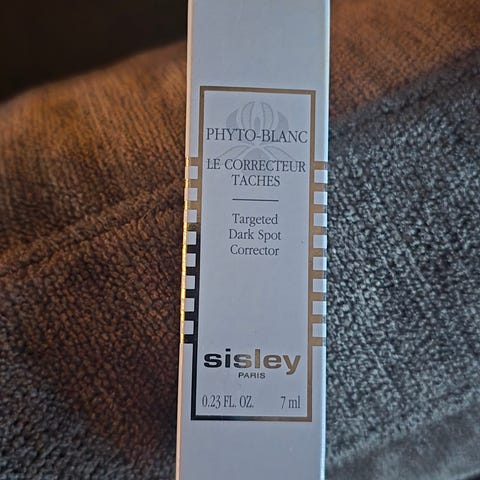 PHYTO-BLANC
LE CORRECTEUR
TACHES
Targeted
Dark Spot
Corrector
sisley
PARIS
0.23 FL. OZ. 7 ml